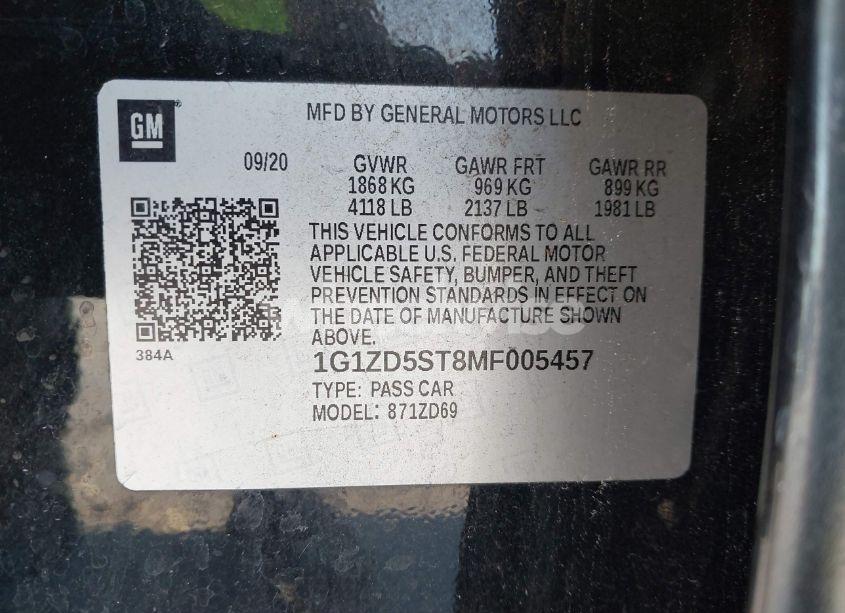 MFD BY GENERAL MOTORS LLC
GM
09/20 GVWR GAWR FRT GAWR RR
1868 KG 969 KG 899 KG
4118 LB 2137 LB 1981 LB
THIS VEHICLE CONFORMS TO ALL
APPLICABLE U.S. FEDERAL MOTOR
VEHICLE SAFETY, BUMPER, AND THEFT
PREVENTION STANDARDS IN EFFECT ON
THE DATE OF MANUFACTURE SHOWN
ABOVE.
384A
1G1ZD5ST8MF005457
TYPE: PASS CAR
MODEL: 871ZD69